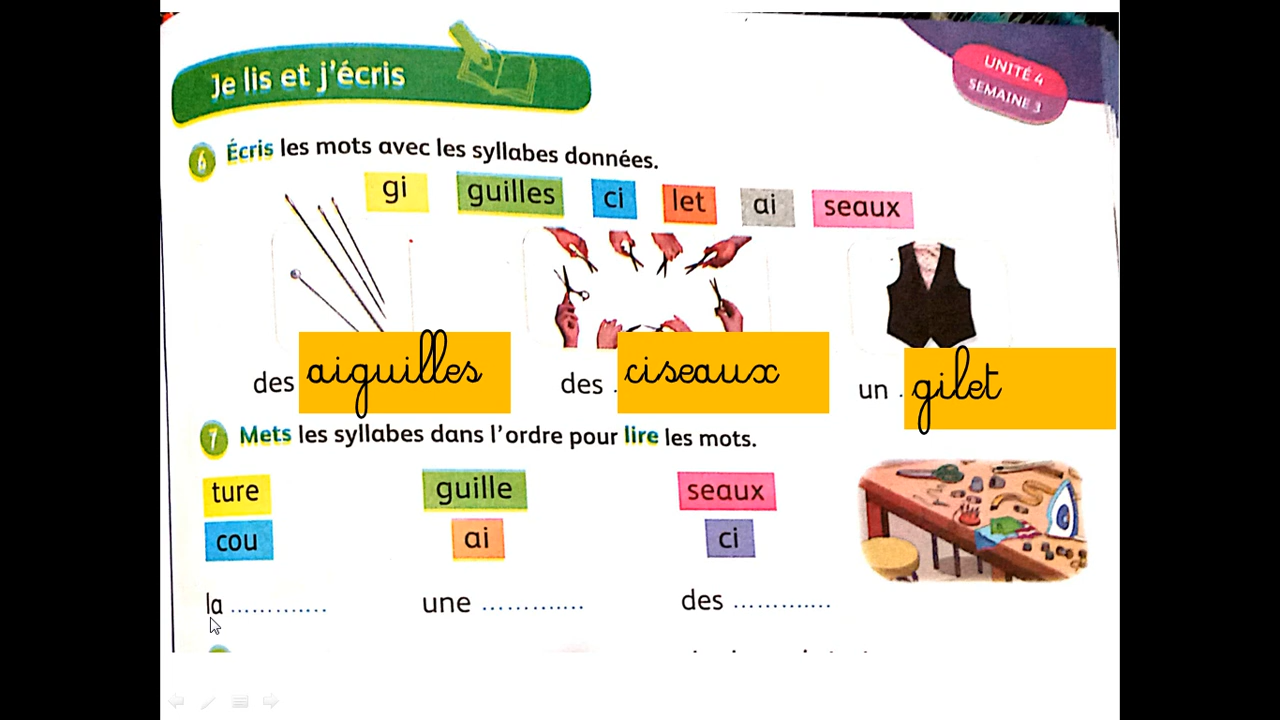 Je lis et j'écris
UNITÉ 4
SEMAINE 3
6 Écris les mots avec les syllabes données.
gi guilles ci let ai seaux
des aiguilles des . ciseaux un . gilet
7 Mets les syllabes dans l'ordre pour lire les mots.
ture guille seaux
cou ai ci
la ............. une ............. des .............